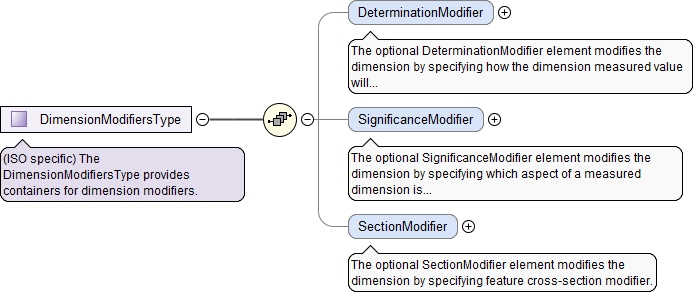 DeterminationModifier
The optional DeterminationModifier element modifies the
dimension by specifying how the dimension measured value
will...
DimensionModifiersType
(ISO specific) The
DimensionModifiersType provides
containers for dimension modifiers.
SignificanceModifier
The optional SignificanceModifier element modifies the
dimension by specifying which aspect of a measured
dimension is...
SectionModifier
The optional SectionModifier element modifies the
dimension by specifying feature cross-section modifier.